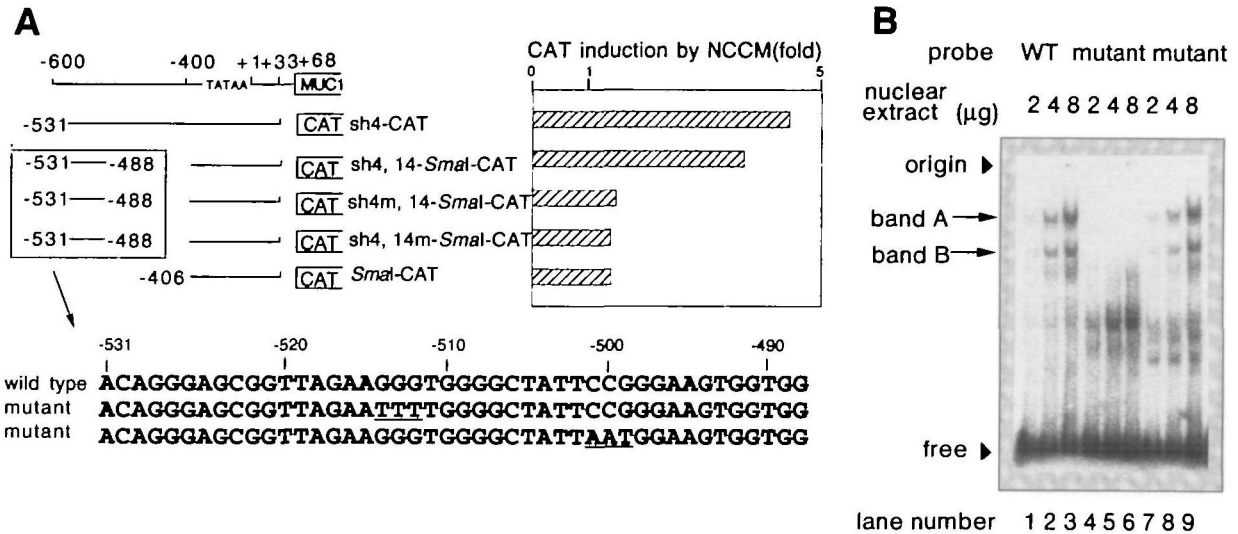 A
-600 -400 +1+33+68
TATAA MUC1
CAT induction by NCCM(fold)
0 1 5
-531 CAT sh4-CAT
-531 -488 CAT sh4, 14-SmaI-CAT
-531 -488 CAT sh4m, 14-SmaI-CAT
-531 -488 CAT sh4, 14m-SmaI-CAT
-406 CAT SmaI-CAT
-531 -520 -510 -500 -490
wild type ACAGGGAGCGGTTAGAAGGGTGGGGCTATTCCGGGAAGTGGTGG
mutant ACAGGGAGCGGTTAGAATTTTGGGGCTATTCCGGGAAGTGGTGG
mutant ACAGGGAGCGGTTAGAAGGGTGGGGCTATTAATGGAAGTGGTGG
B
probe WT mutant mutant
nuclear extract (μg) 2 4 8 2 4 8 2 4 8
origin
band A
band B
free
lane number 1 2 3 4 5 6 7 8 9